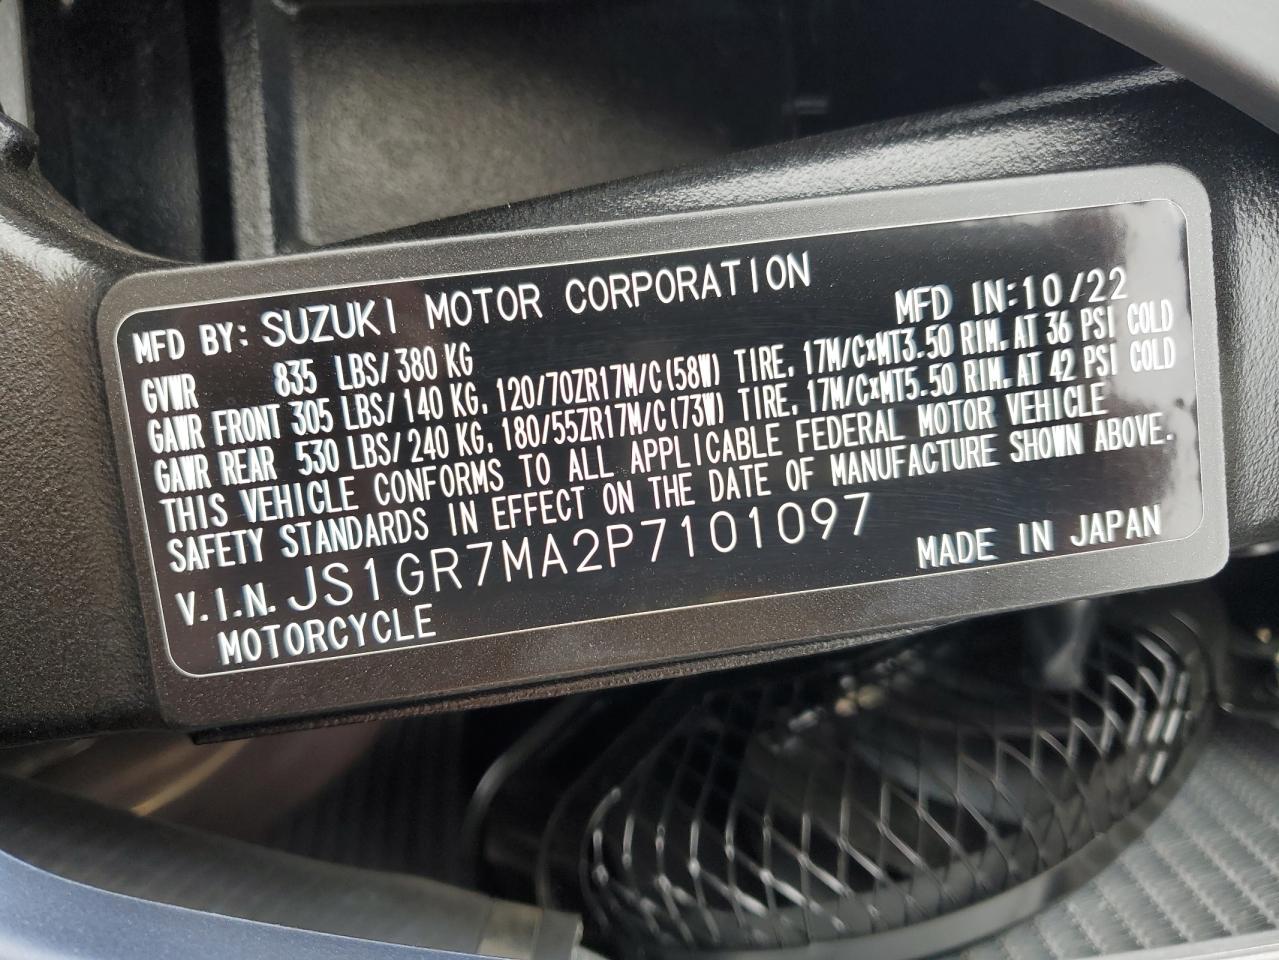 MFD BY: SUZUKI MOTOR CORPORATION
MFD IN:10/22
GVWR 835 LBS/380 KG
GAWR FRONT 305 LBS/140 KG, 120/70ZR17M/C(58W) TIRE, 17M/CxMT3.50 RIM, AT 36 PSI COLD
GAWR REAR 530 LBS/240 KG, 180/55ZR17M/C(73W) TIRE, 17M/CxMT5.50 RIM, AT 42 PSI COLD
THIS VEHICLE CONFORMS TO ALL APPLICABLE FEDERAL MOTOR VEHICLE
SAFETY STANDARDS IN EFFECT ON THE DATE OF MANUFACTURE SHOWN ABOVE.
V.I.N. JS1GR7MA2P7101097
MADE IN JAPAN
MOTORCYCLE